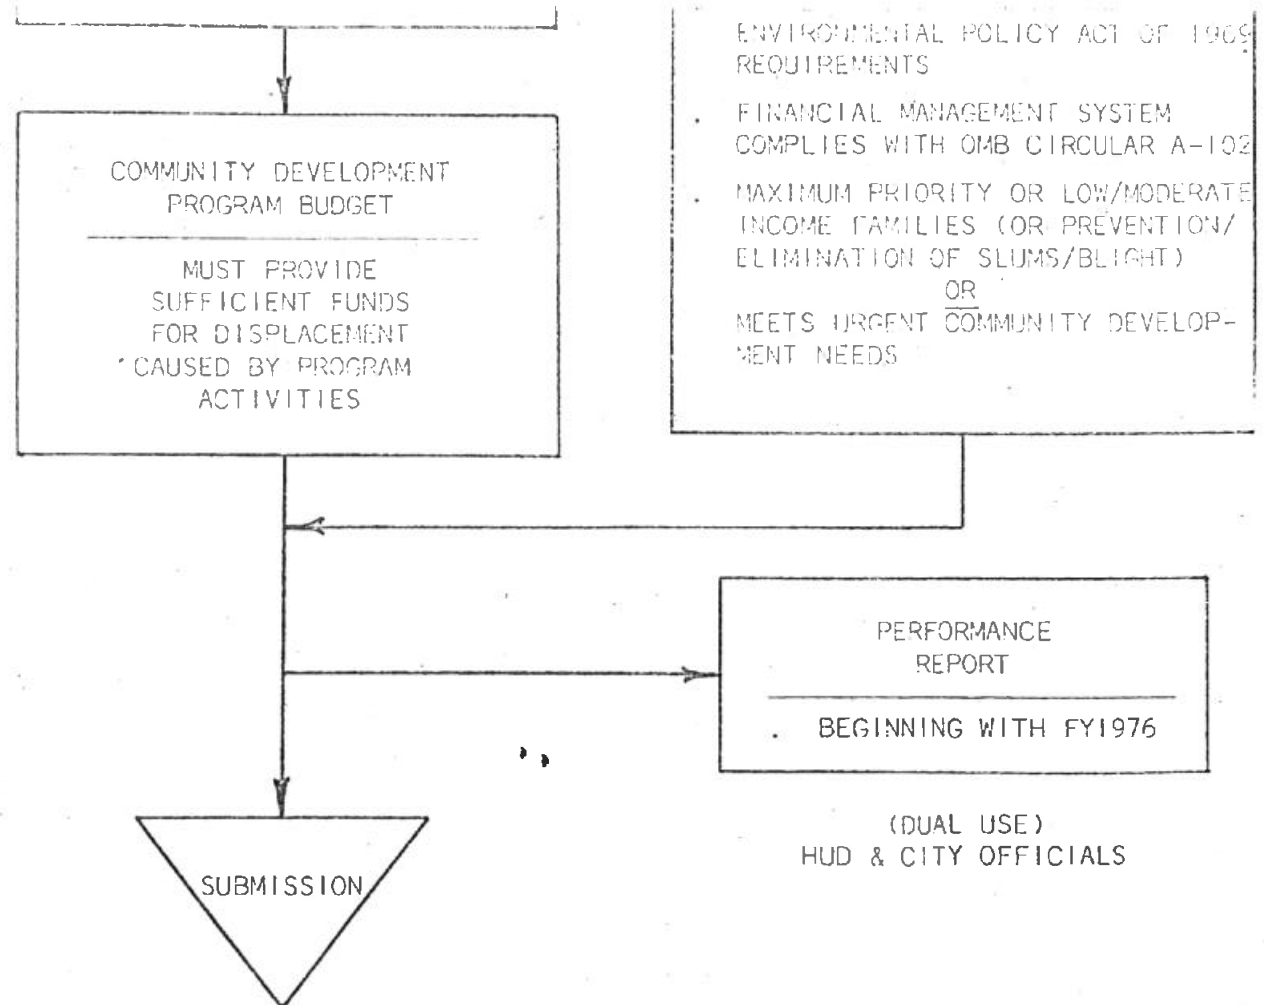 COMMUNITY DEVELOPMENT
PROGRAM BUDGET
MUST PROVIDE
SUFFICIENT FUNDS
FOR DISPLACEMENT
CAUSED BY PROGRAM
ACTIVITIES
ENVIRONMENTAL POLICY ACT OF 1969
REQUIREMENTS
. FINANCIAL MANAGEMENT SYSTEM
COMPLIES WITH OMB CIRCULAR A-102
. MAXIMUM PRIORITY OR LOW/MODERATE
INCOME FAMILIES (OR PREVENTION/
ELIMINATION OF SLUMS/BLIGHT)
OR
MEETS URGENT COMMUNITY DEVELOP-
MENT NEEDS
PERFORMANCE
REPORT
. BEGINNING WITH FY1976
(DUAL USE)
HUD & CITY OFFICIALS
SUBMISSION